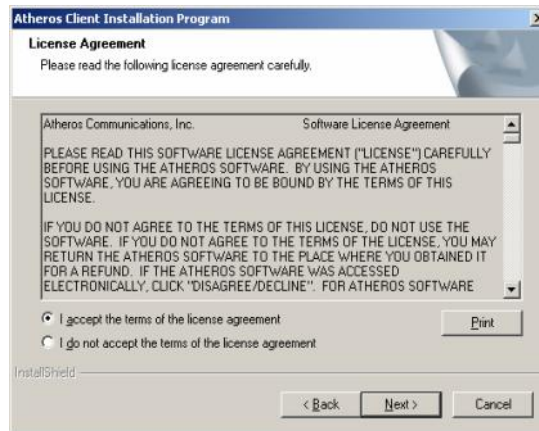 Atheros Client Installation Program
License Agreement
Please read the following license agreement carefully.
Atheros Communications, Inc. Software License Agreement
PLEASE READ THIS SOFTWARE LICENSE AGREEMENT ("LICENSE") CAREFULLY
BEFORE USING THE ATHEROS SOFTWARE. BY USING THE ATHEROS
SOFTWARE, YOU ARE AGREEING TO BE BOUND BY THE TERMS OF THIS
LICENSE.
IF YOU DO NOT AGREE TO THE TERMS OF THIS LICENSE, DO NOT USE THE
SOFTWARE. IF YOU DO NOT AGREE TO THE TERMS OF THE LICENSE, YOU MAY
RETURN THE ATHEROS SOFTWARE TO THE PLACE WHERE YOU OBTAINED IT
FOR A REFUND. IF THE ATHEROS SOFTWARE WAS ACCESSED
ELECTRONICALLY, CLICK "DISAGREE/DECLINE". FOR ATHEROS SOFTWARE
I accept the terms of the license agreement
Print
I do not accept the terms of the license agreement
InstallShield
< Back Next > Cancel